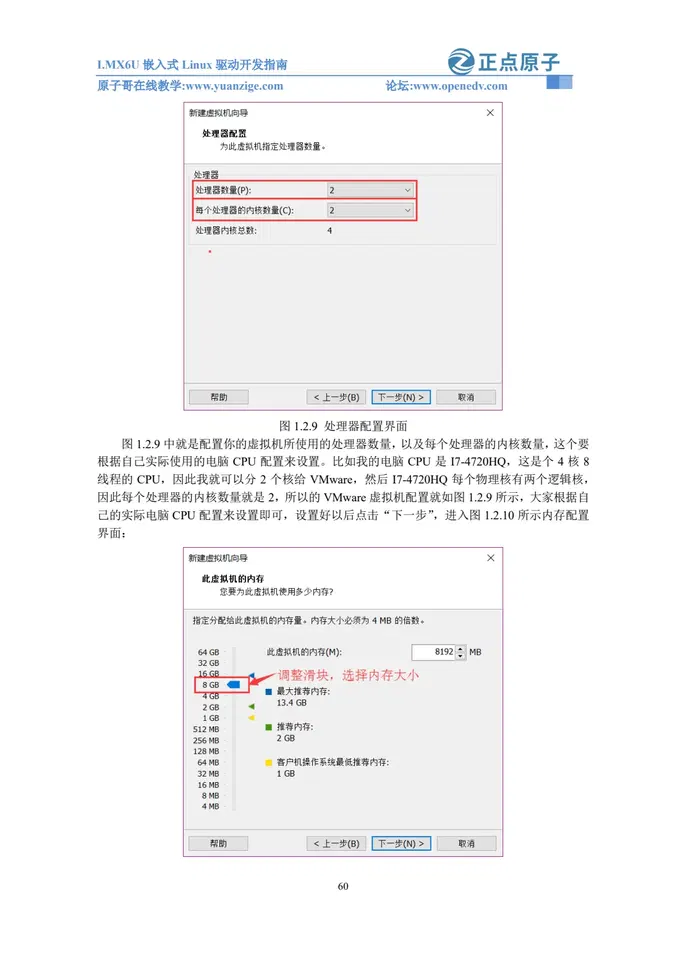 I.MX6U 嵌入式 Linux 驱动开发指南
正点原子
原子哥在线教学:www.yuanzige.com 论坛:www.openedv.com
新建虚拟机向导
处理器配置
为此虚拟机指定处理器数量。
处理器
处理器数量(P): 2
每个处理器的内核数量(C): 2
处理器内核总数: 4
帮助 < 上一步(B) 下一步(N) > 取消
图 1.2.9 处理器配置界面
图 1.2.9 中就是配置你的虚拟机所使用的处理器数量，以及每个处理器的内核数量，这个要
根据自己实际使用的电脑 CPU 配置来设置。比如我的电脑 CPU 是 I7-4720HQ，这是个 4 核 8
线程的 CPU，因此我就可以分 2 个核给 VMware，然后 I7-4720HQ 每个物理核有两个逻辑核，
因此每个处理器的内核数量就是 2，所以的 VMware 虚拟机配置就如图 1.2.9 所示，大家根据自
己的实际电脑 CPU 配置来设置即可，设置好以后点击“下一步”，进入图 1.2.10 所示内存配置
界面：
新建虚拟机向导
此虚拟机的内存
您要为此虚拟机使用多少内存?
指定分配给此虚拟机的内存量。内存大小必须为 4 MB 的倍数。
此虚拟机的内存(M): 8192 MB
64 GB
32 GB
16 GB
8 GB
4 GB
2 GB
1 GB
512 MB
256 MB
128 MB
64 MB
32 MB
16 MB
8 MB
4 MB
调整滑块，选择内存大小
最大推荐内存:
13.4 GB
推荐内存:
2 GB
客户机操作系统最低推荐内存:
1 GB
帮助 < 上一步(B) 下一步(N) > 取消
60